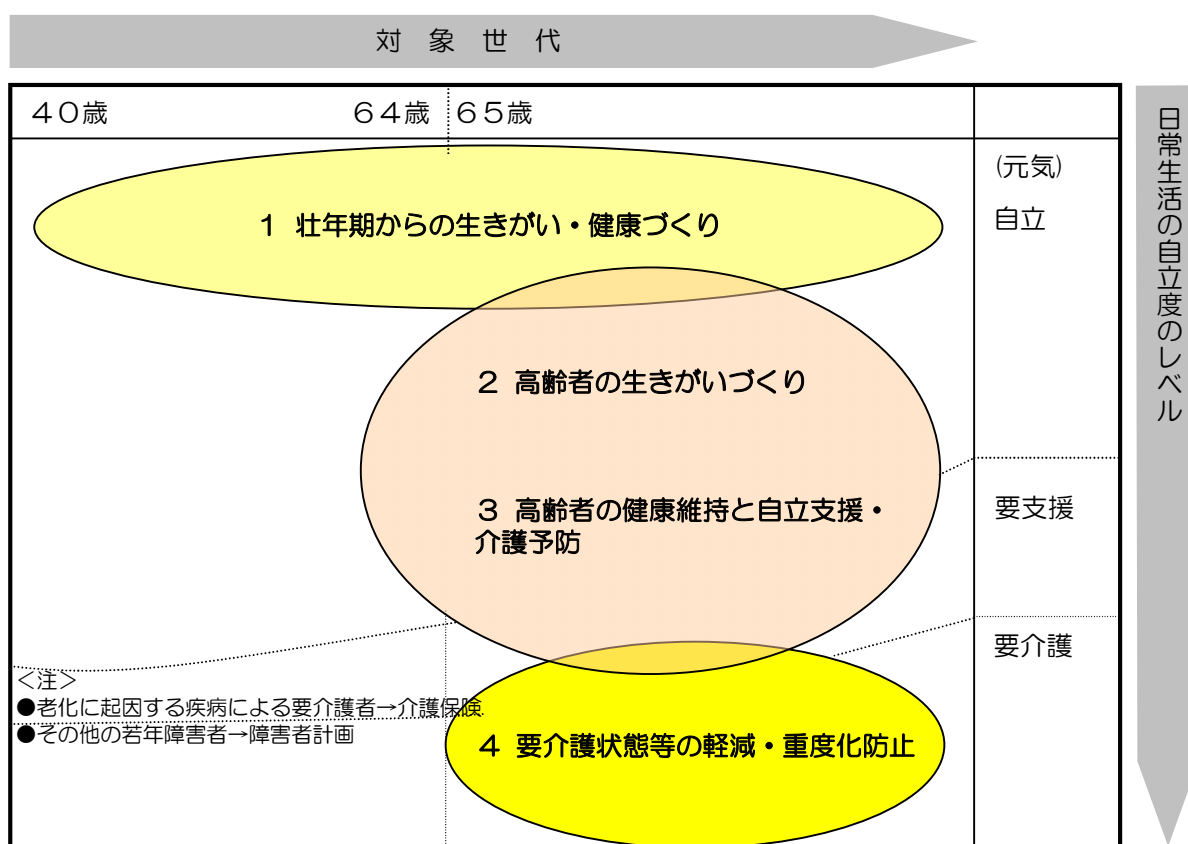 対 象 世 代
40歳 64歳 65歳
(元気)
自立
1 壮年期からの生きがい・健康づくり
2 高齢者の生きがいづくり
3 高齢者の健康維持と自立支援・
介護予防
要支援
要介護
<注>
●老化に起因する疾病による要介護者→介護保険
●その他の若年障害者→障害者計画
4 要介護状態等の軽減・重度化防止
日常生活の自立度のレベル